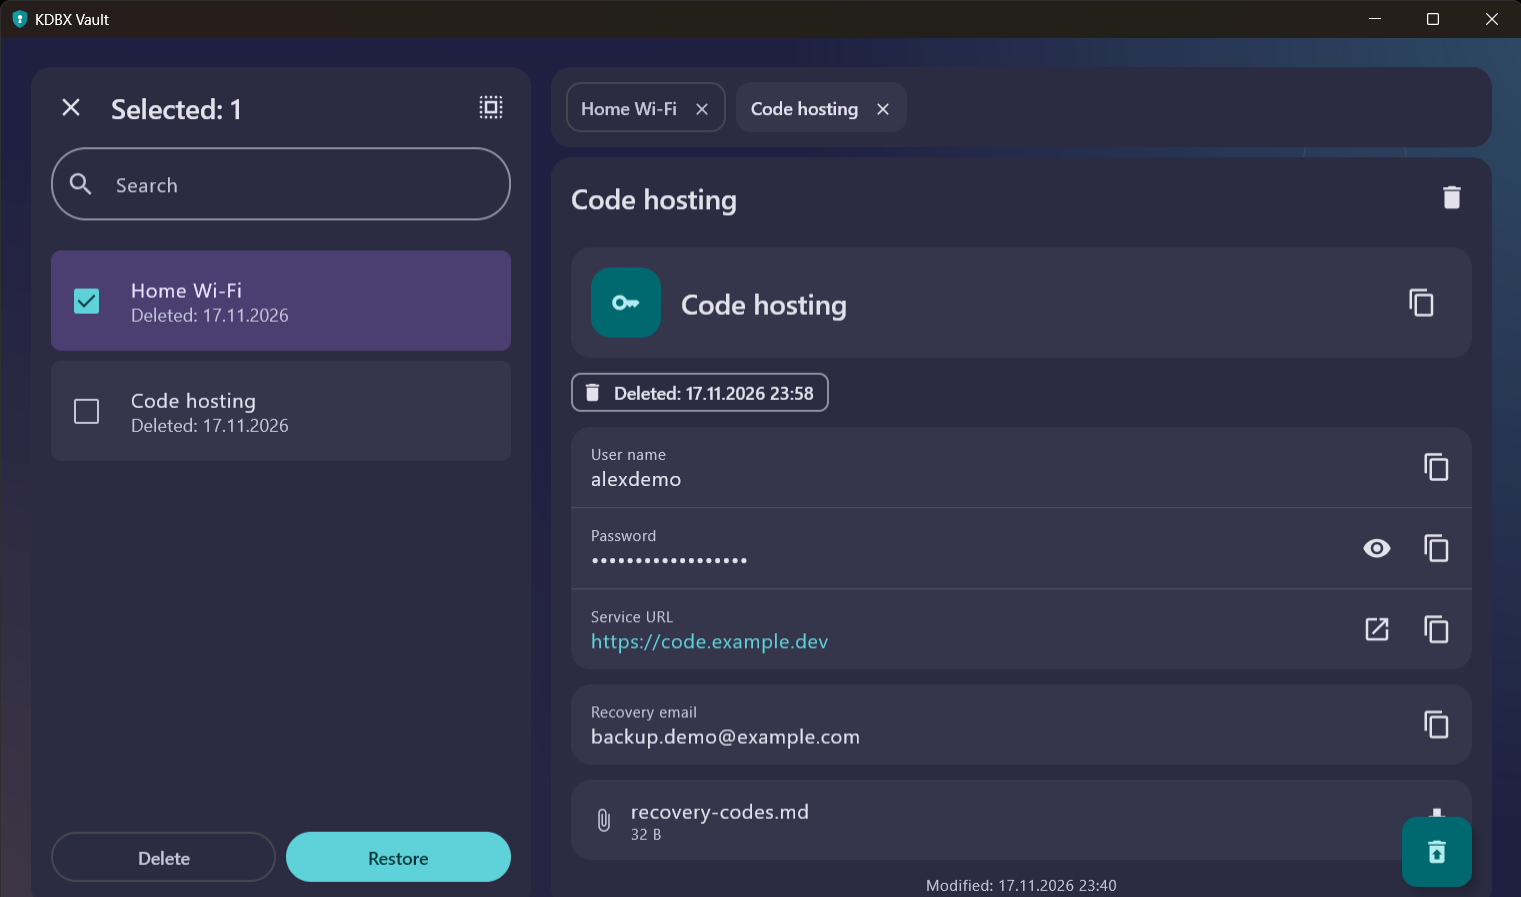 KDBX Vault
Selected: 1
Search
Home Wi-Fi
Deleted: 17.11.2026
Code hosting
Deleted: 17.11.2026
Delete
Restore
Home Wi-Fi
Code hosting
Code hosting
Code hosting
Deleted: 17.11.2026 23:58
User name
alexdemo
Password
••••••••••••••••••
Service URL
https://code.example.dev
Recovery email
backup.demo@example.com
recovery-codes.md
32 B
Modified: 17.11.2026 23:40